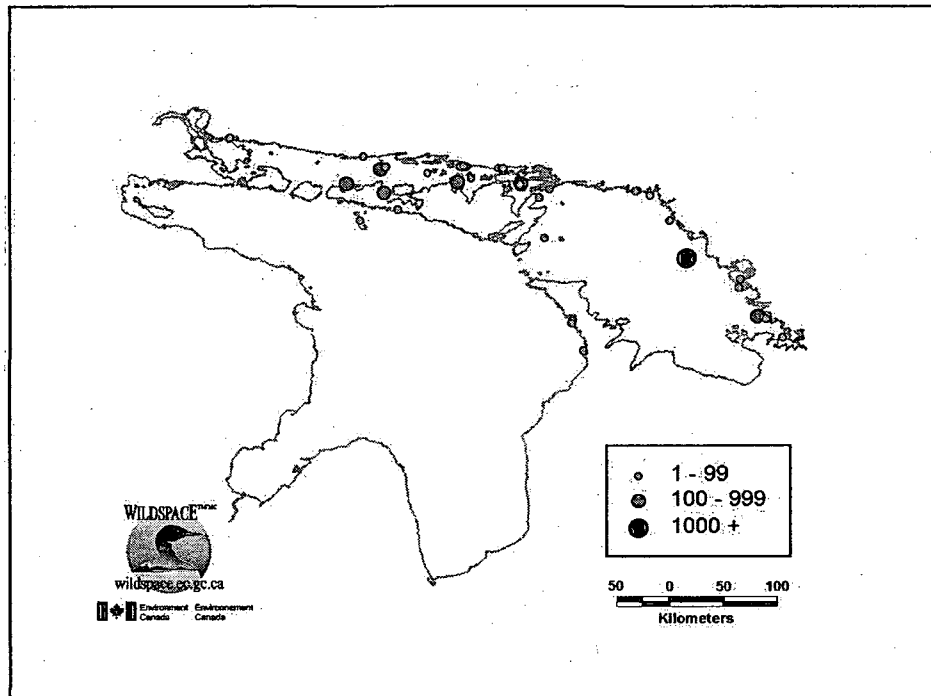 1 - 99
100 - 999
1000 +
WILDSPACE
wildspace.ec.gc.ca
Environment Environnement
Canada Canada
50 0 50 100
Kilometers